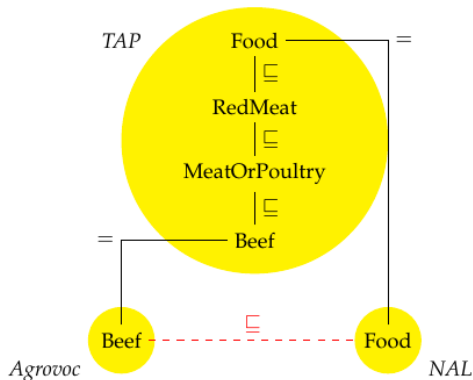 TAP
Food
=
⊑
RedMeat
⊑
MeatOrPoultry
⊑
=
Beef
⊑
Beef
Food
Agrovoc
NAL